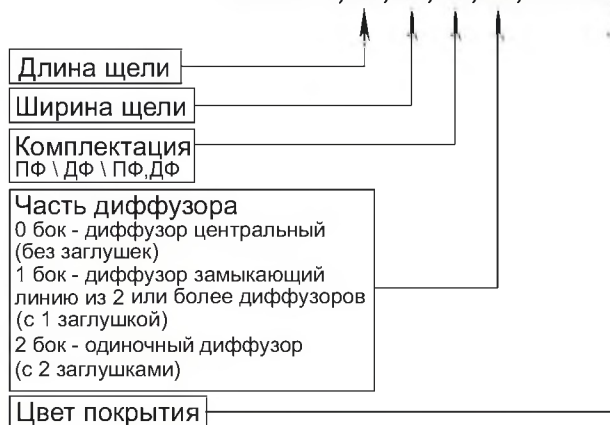 Длина щели
Ширина щели
Комплектация
ПФ \ ДФ \ ПФ,ДФ
Часть диффузора
0 бок - диффузор центральный
(без заглушек)
1 бок - диффузор замыкающий
линию из 2 или более диффузоров
(с 1 заглушкой)
2 бок - одиночный диффузор
(с 2 заглушками)
Цвет покрытия